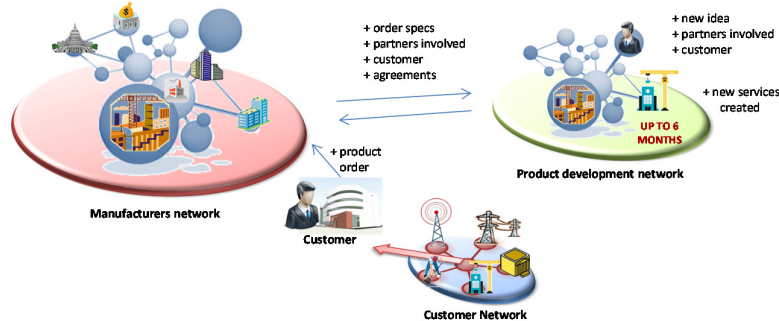 + order specs
+ partners involved
+ customer
+ agreements
+ new idea
+ partners involved
+ customer
+ new services
created
UP TO 6
MONTHS
Product development network
+ product
order
Manufacturers network
Customer
Customer Network